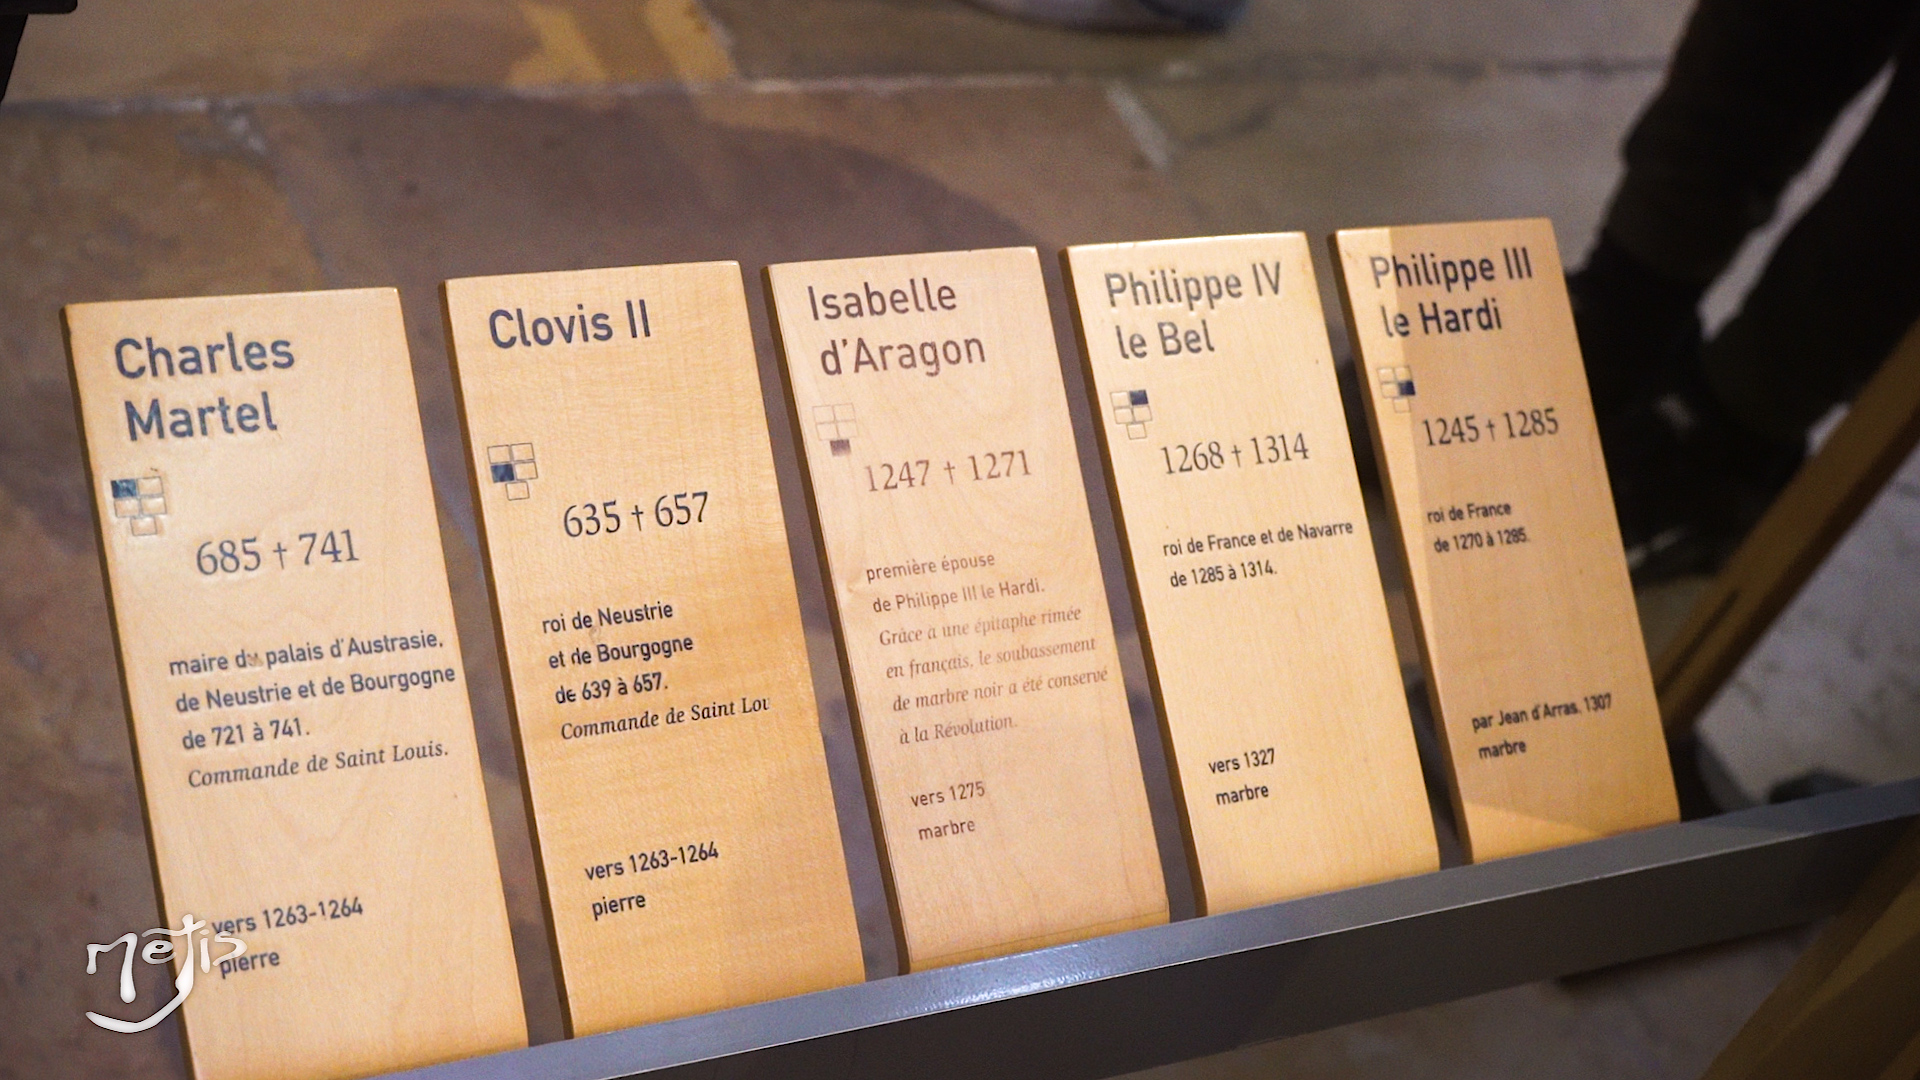 Charles
Martel
685 † 741
maire du palais d'Austrasie,
de Neustrie et de Bourgogne
de 721 à 741.
Commande de Saint Louis.
vers 1263-1264
pierre
Clovis II
635 † 657
roi de Neustrie
et de Bourgogne
de 639 à 657.
Commande de Saint Lou
vers 1263-1264
pierre
Isabelle
d'Aragon
1247 † 1271
première épouse
de Philippe III le Hardi.
Grâce à une épitaphe rimée
en français, le soubassement
de marbre noir a été conservé
à la Révolution.
vers 1275
marbre
Philippe IV
le Bel
1268 † 1314
roi de France et de Navarre
de 1285 à 1314.
vers 1327
marbre
Philippe III
le Hardi
1245 † 1285
roi de France
de 1270 à 1285.
par Jean d'Arras, 1307
marbre
metis